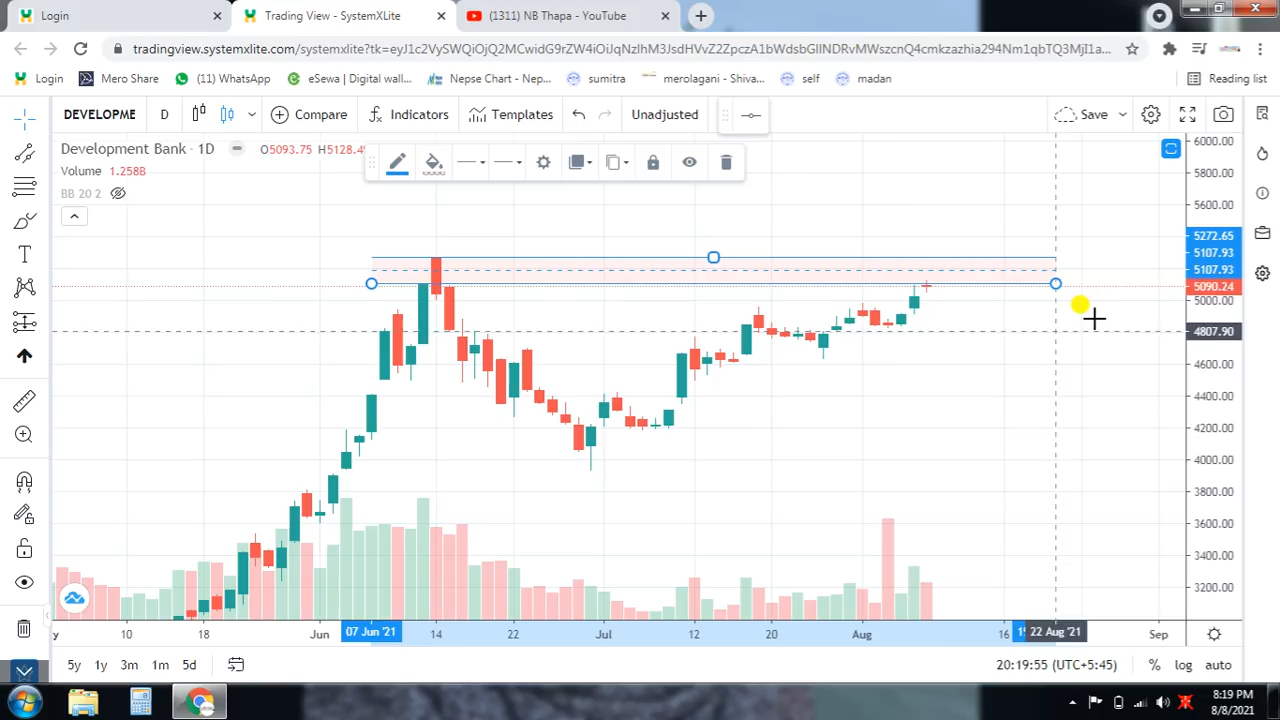 Login
Trading View - SystemXLite
(1311) NB Thapa - YouTube
tradingview.systemxlite.com/systemxlite?tk=
Login
Mero Share
(11) WhatsApp
eSewa | Digital wall...
Nepse Chart - Nep...
sumitra
merolagani - Shiva...
self
madan
Reading list
DEVELOPME
D
Compare
Indicators
Templates
Unadjusted
Save
Development Bank · 1D
O5093.75 H5128.4
Volume 1.258B
BB 20 2
6000.00
5800.00
5600.00
5272.65
5107.93
5107.93
5090.24
5000.00
4807.90
4600.00
4400.00
4200.00
4000.00
3800.00
3600.00
3400.00
3200.00
y
10
18
Jun
07 Jun '21
14
22
Jul
12
20
Aug
16
22 Aug '21
Sep
5y
1y
3m
1m
5d
20:19:55 (UTC+5:45)
%
log
auto
8:19 PM
8/8/2021